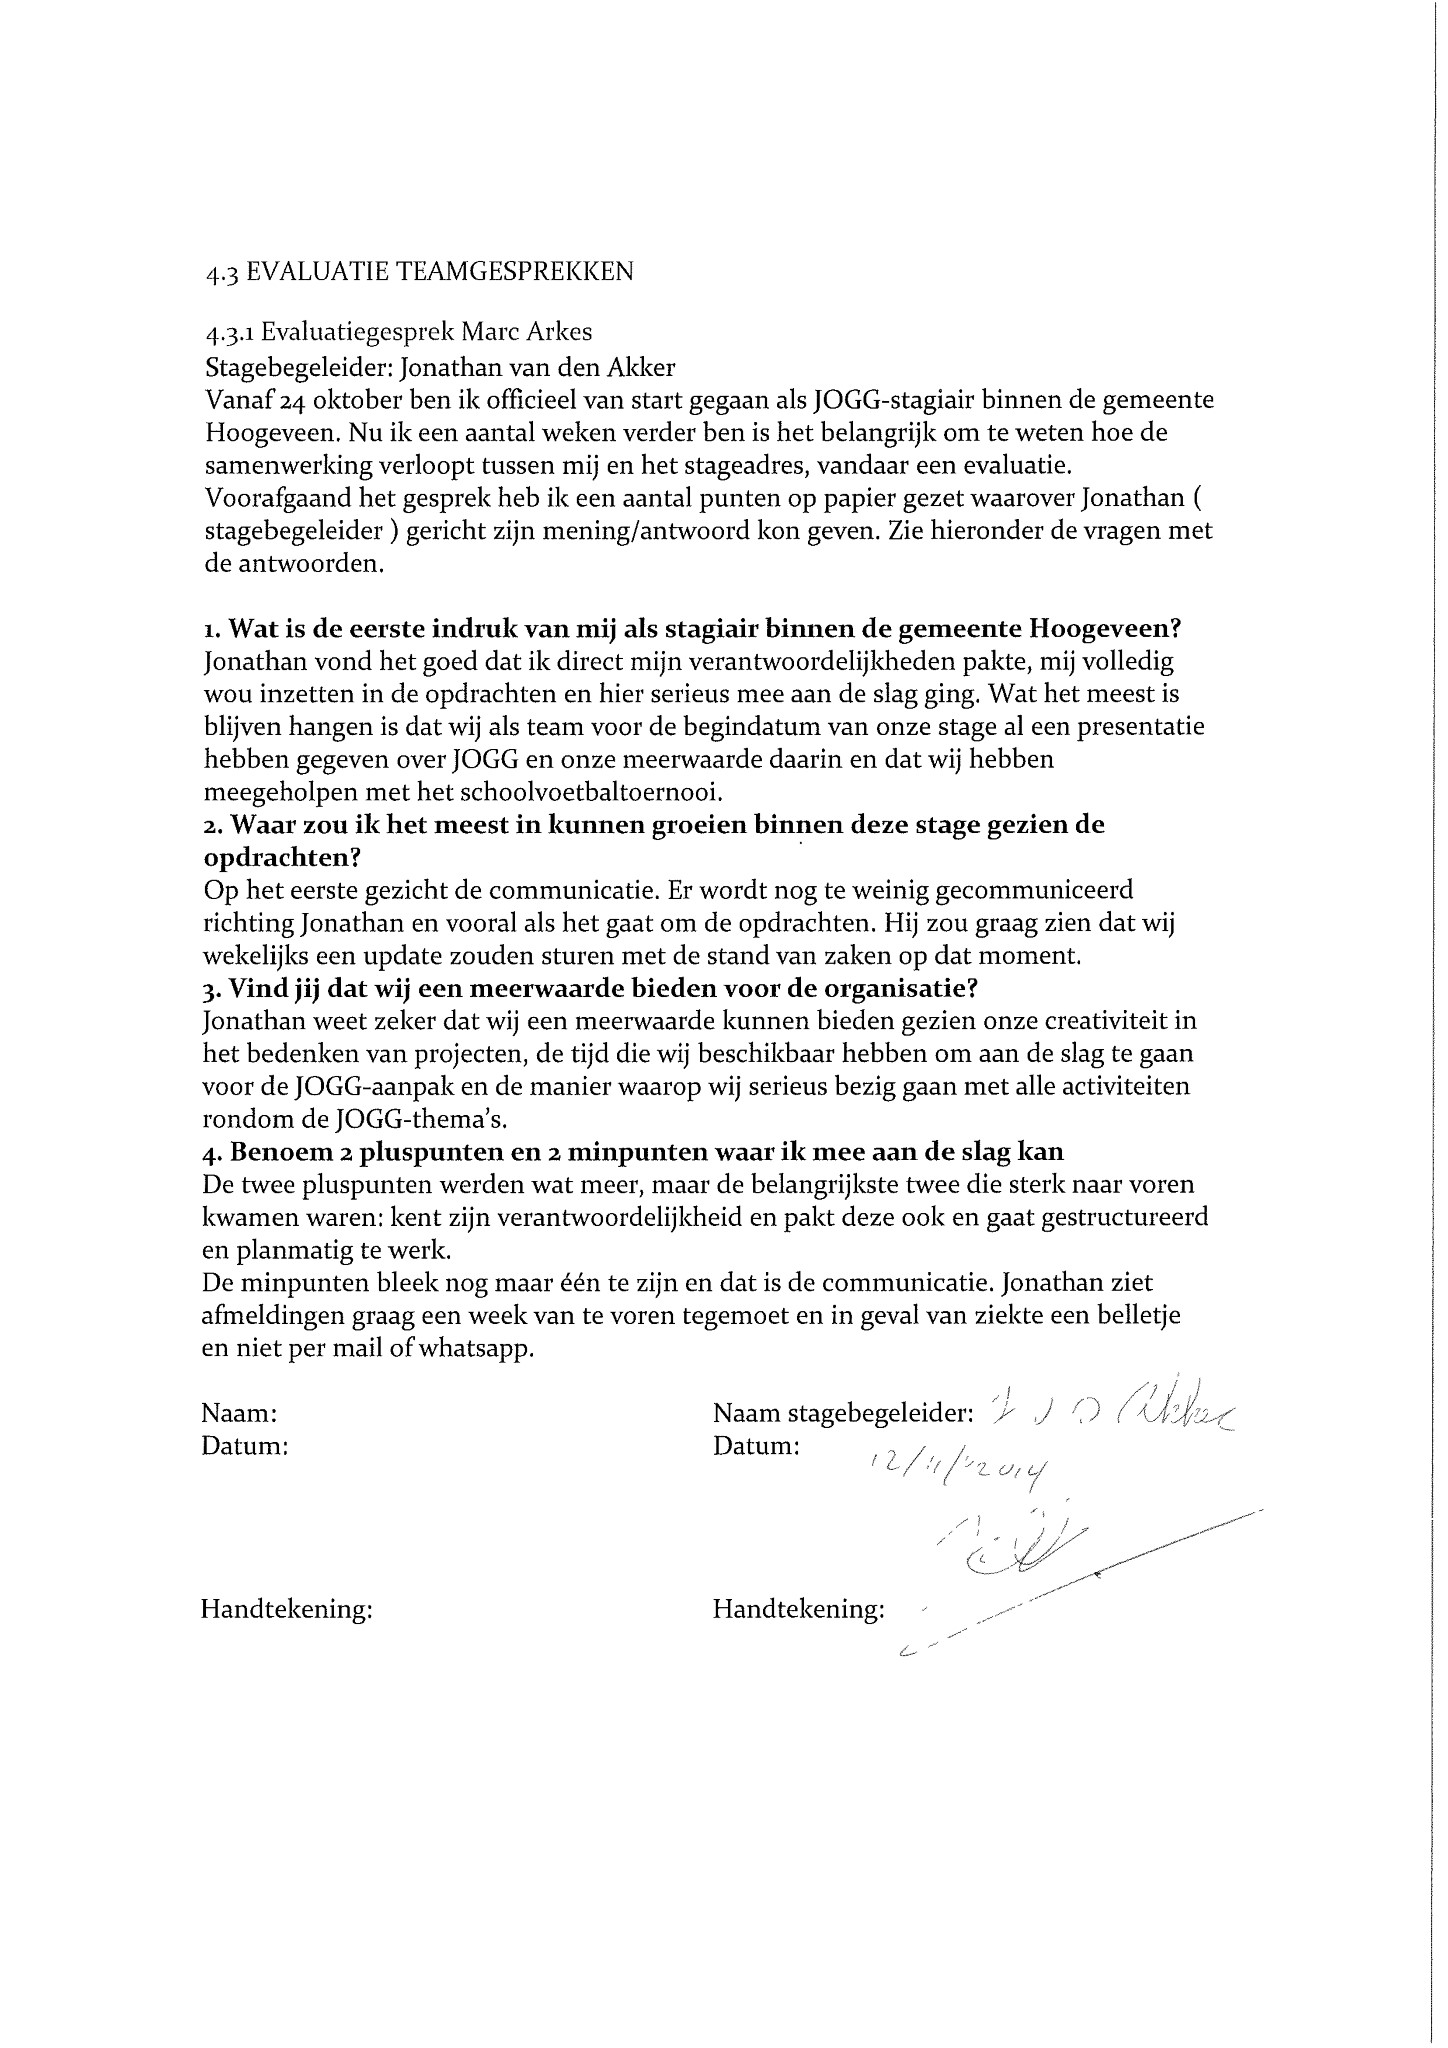 4.3 EVALUATIE TEAMGESPREKKEN
4.3.1 Evaluatiegesprek Marc Arkes
Stagebegeleider: Jonathan van den Akker
Vanaf 24 oktober ben ik officieel van start gegaan als JOGG-stagiair binnen de gemeente
Hoogeveen. Nu ik een aantal weken verder ben is het belangrijk om te weten hoe de
samenwerking verloopt tussen mij en het stageadres, vandaar een evaluatie.
Voorafgaand het gesprek heb ik een aantal punten op papier gezet waarover Jonathan (
stagebegeleider ) gericht zijn mening/antwoord kon geven. Zie hieronder de vragen met
de antwoorden.
1. Wat is de eerste indruk van mij als stagiair binnen de gemeente Hoogeveen?
Jonathan vond het goed dat ik direct mijn verantwoordelijkheden pakte, mij volledig
wou inzetten in de opdrachten en hier serieus mee aan de slag ging. Wat het meest is
blijven hangen is dat wij als team voor de begindatum van onze stage al een presentatie
hebben gegeven over JOGG en onze meerwaarde daarin en dat wij hebben
meegeholpen met het schoolvoetbaltoernooi.
2. Waar zou ik het meest in kunnen groeien binnen deze stage gezien de
opdrachten?
Op het eerste gezicht de communicatie. Er wordt nog te weinig gecommuniceerd
richting Jonathan en vooral als het gaat om de opdrachten. Hij zou graag zien dat wij
wekelijks een update zouden sturen met de stand van zaken op dat moment.
3. Vind jij dat wij een meerwaarde bieden voor de organisatie?
Jonathan weet zeker dat wij een meerwaarde kunnen bieden gezien onze creativiteit in
het bedenken van projecten, de tijd die wij beschikbaar hebben om aan de slag te gaan
voor de JOGG-aanpak en de manier waarop wij serieus bezig gaan met alle activiteiten
rondom de JOGG-thema's.
4. Benoem 2 pluspunten en 2 minpunten waar ik mee aan de slag kan
De twee pluspunten werden wat meer, maar de belangrijkste twee die sterk naar voren
kwamen waren: kent zijn verantwoordelijkheid en pakt deze ook en gaat gestructureerd
en planmatig te werk.
De minpunten bleek nog maar één te zijn en dat is de communicatie. Jonathan ziet
afmeldingen graag een week van te voren tegemoet en in geval van ziekte een belletje
en niet per mail of whatsapp.
Naam: Naam stagebegeleider: J v D Akker
Datum: Datum: 12/11/2014
Handtekening: Handtekening: